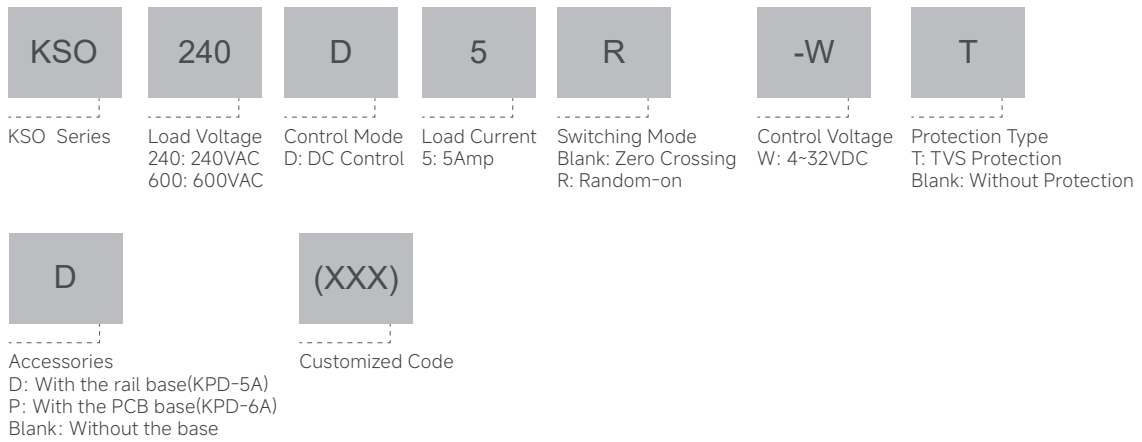 KSO 240 D 5 R -W T
KSO Series
Load Voltage
240: 240VAC
600: 600VAC
Control Mode
D: DC Control
Load Current
5: 5Amp
Switching Mode
Blank: Zero Crossing
R: Random-on
Control Voltage
W: 4~32VDC
Protection Type
T: TVS Protection
Blank: Without Protection
D (XXX)
Accessories
D: With the rail base(KPD-5A)
P: With the PCB base(KPD-6A)
Blank: Without the base
Customized Code